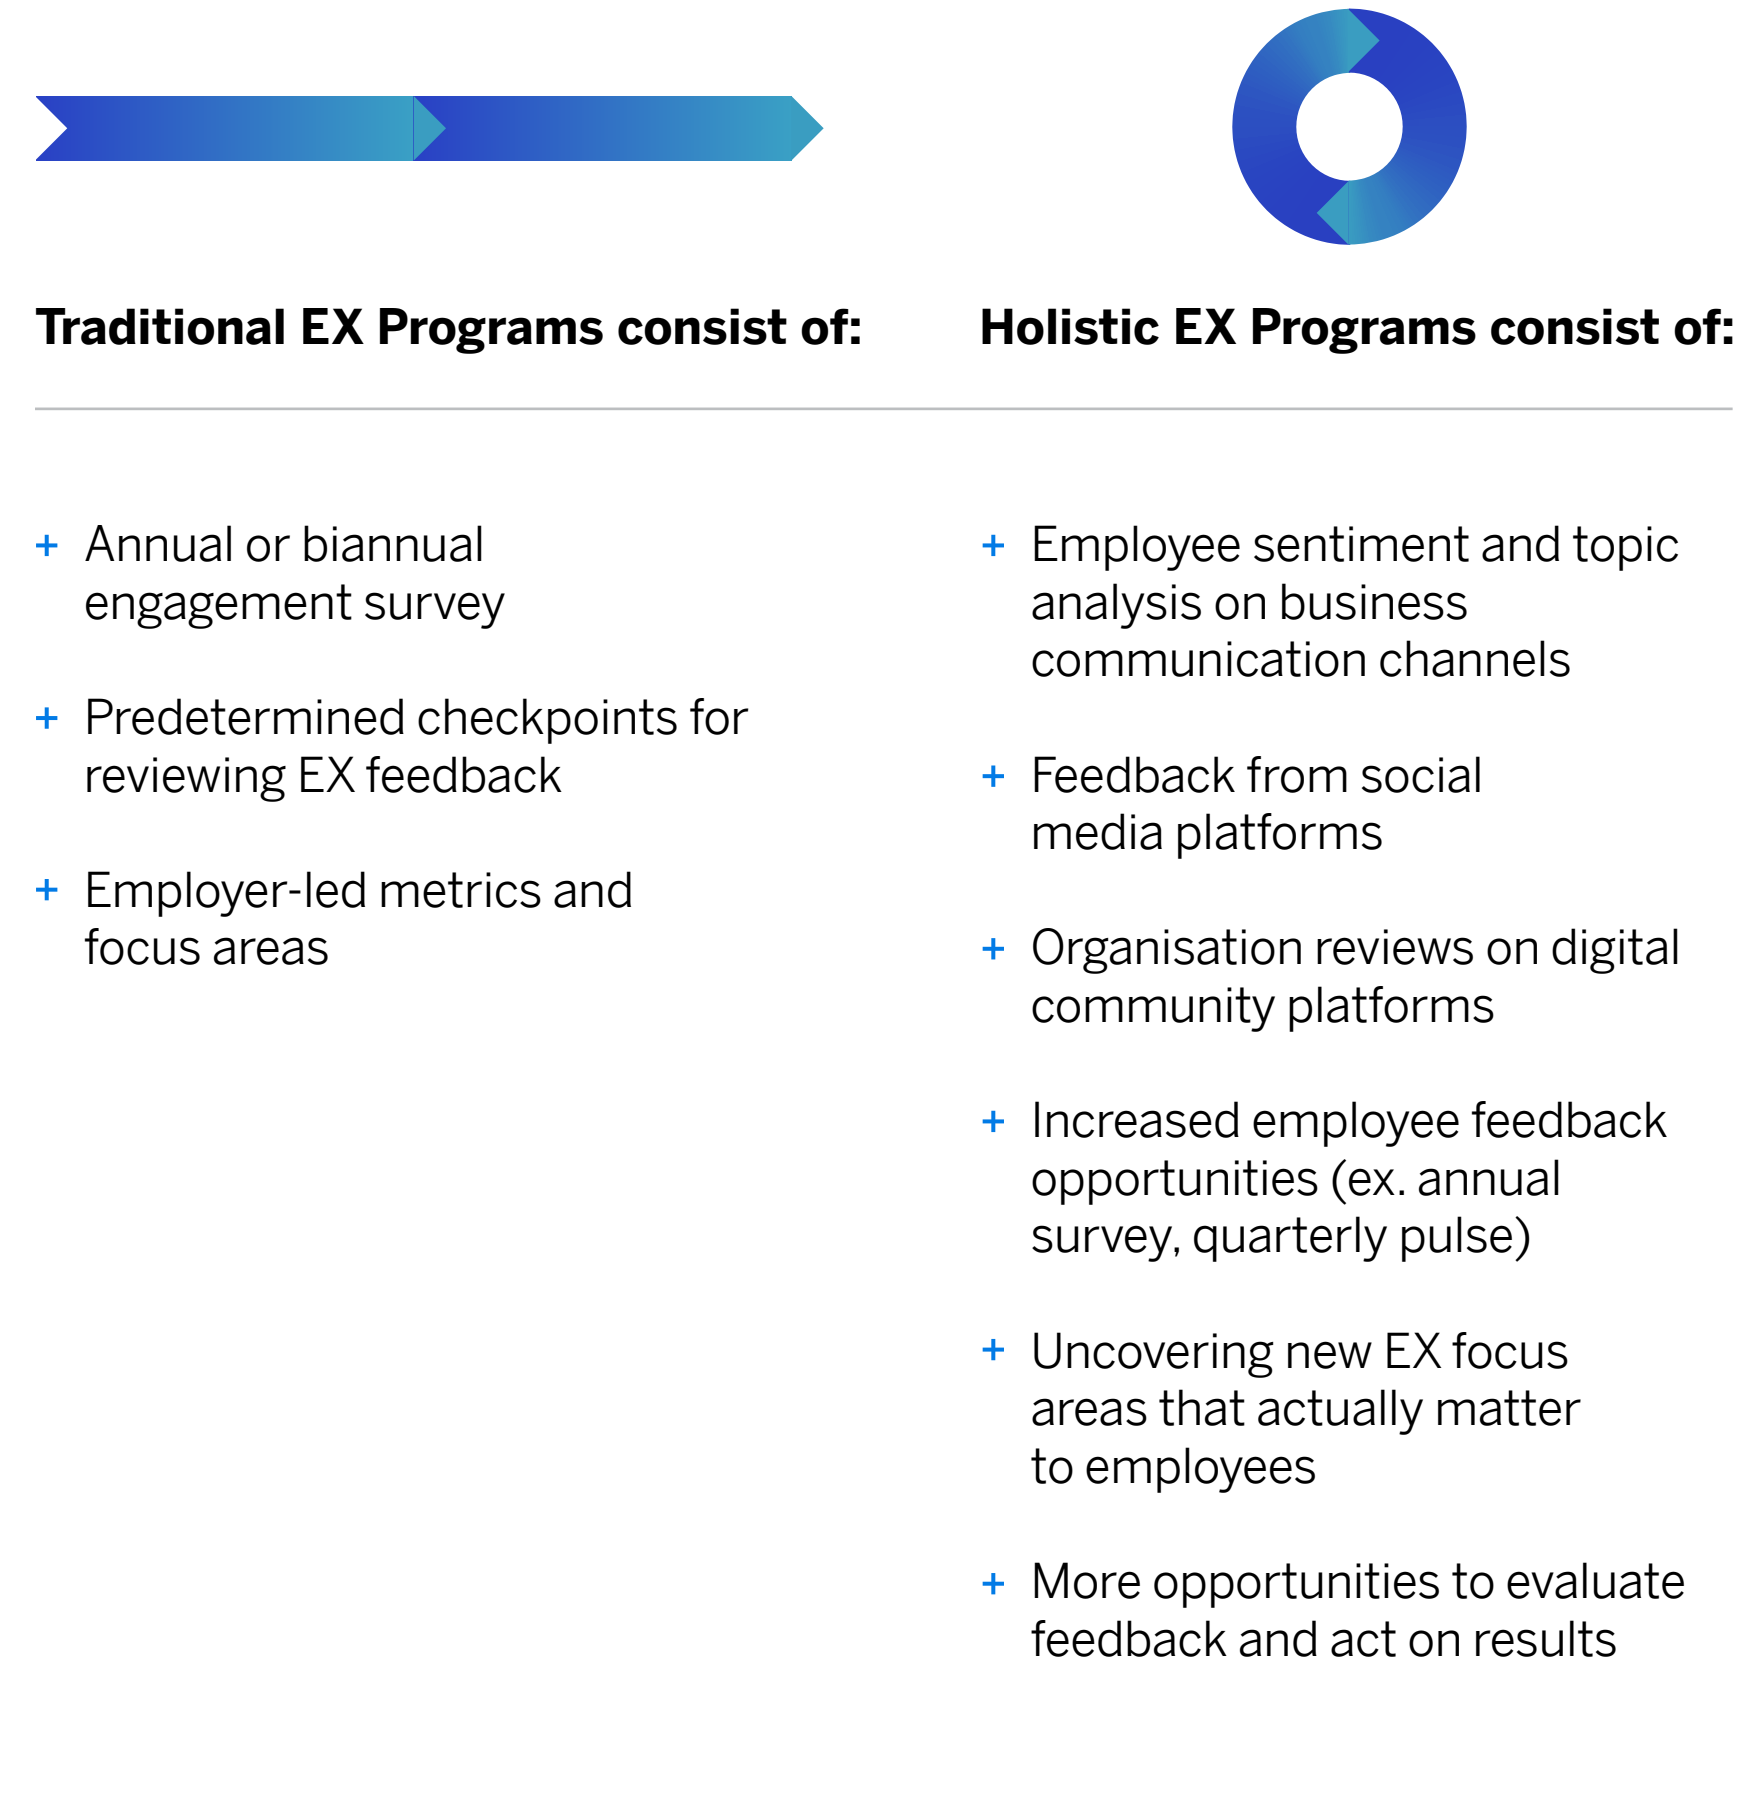 Traditional EX Programs consist of:
+ Annual or biannual
engagement survey
+ Predetermined checkpoints for
reviewing EX feedback
+ Employer-led metrics and
focus areas
Holistic EX Programs consist of:
+ Employee sentiment and topic
analysis on business
communication channels
+ Feedback from social
media platforms
+ Organisation reviews on digital
community platforms
+ Increased employee feedback
opportunities (ex. annual
survey, quarterly pulse)
+ Uncovering new EX focus
areas that actually matter
to employees
+ More opportunities to evaluate
feedback and act on results